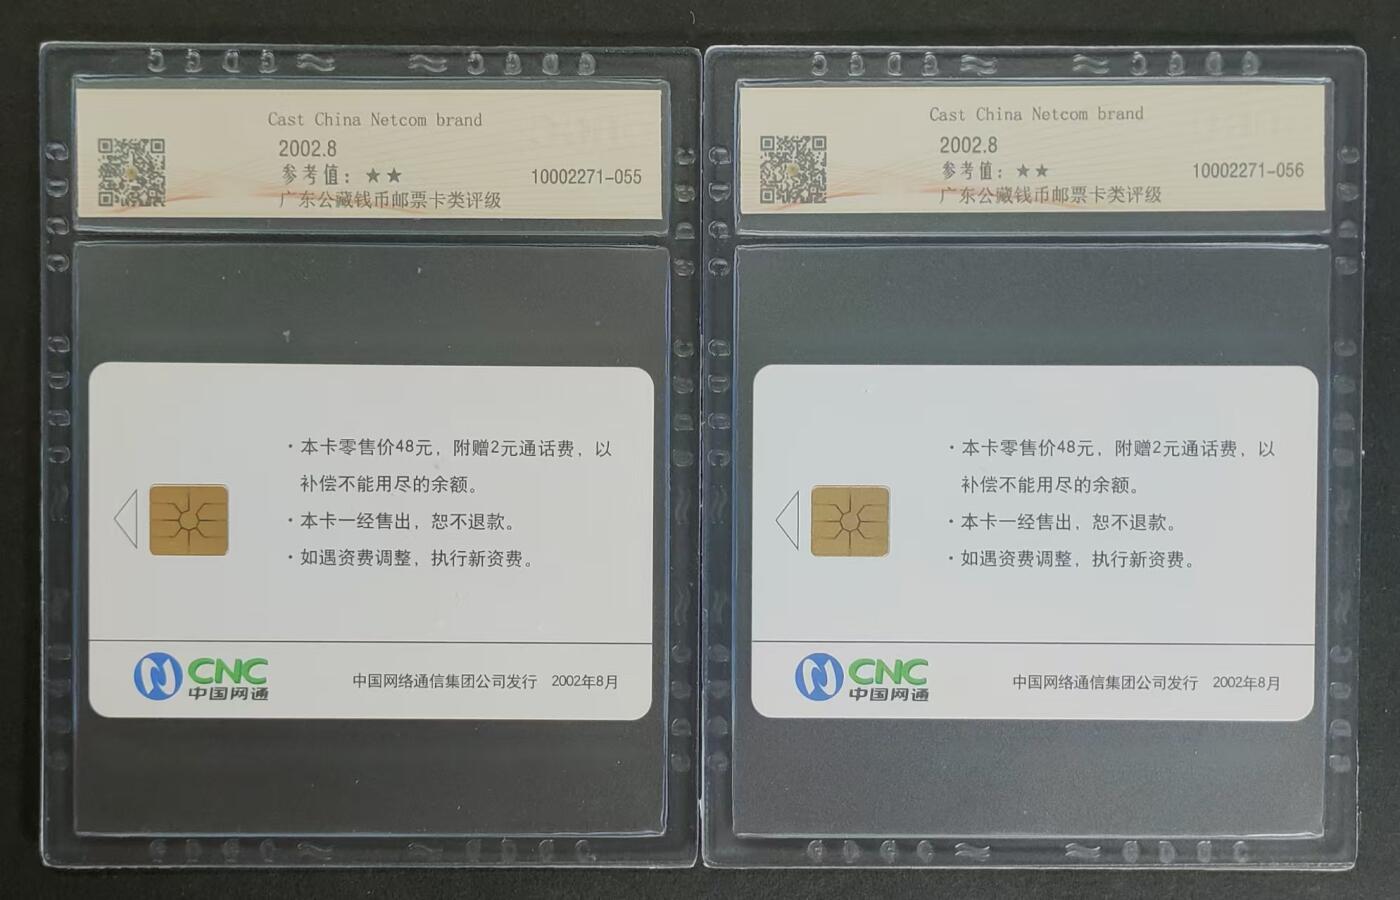 Cast China Netcom brand
2002.8
参考值：★★
10002271-055
广东公藏钱币邮票卡类评级
·本卡零售价48元，附赠2元通话费，以
补偿不能用尽的余额。
·本卡一经售出，恕不退款。
·如遇资费调整，执行新资费。
CNC
中国网通
中国网络通信集团公司发行 2002年8月
Cast China Netcom brand
2002.8
参考值：★★
10002271-056
广东公藏钱币邮票卡类评级
·本卡零售价48元，附赠2元通话费，以
补偿不能用尽的余额。
·本卡一经售出，恕不退款。
·如遇资费调整，执行新资费。
CNC
中国网通
中国网络通信集团公司发行 2002年8月